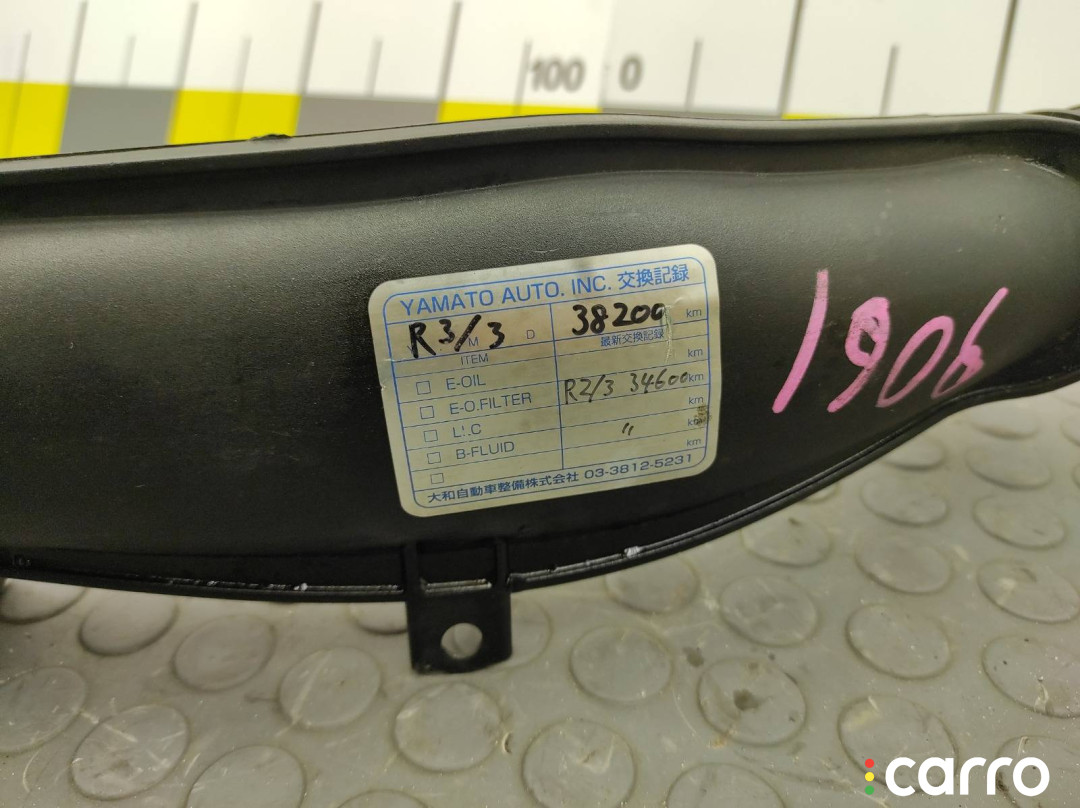 100 0
YAMATO AUTO. INC. 交換記録
R3/3 M D 38200 km
ITEM 最新交換記録
E-OIL km
E-O.FILTER R2/3 34600 km
L.L.C km
B-FLUID 〃 km
km
大和自動車整備株式会社 03-3812-5231
1906
carro